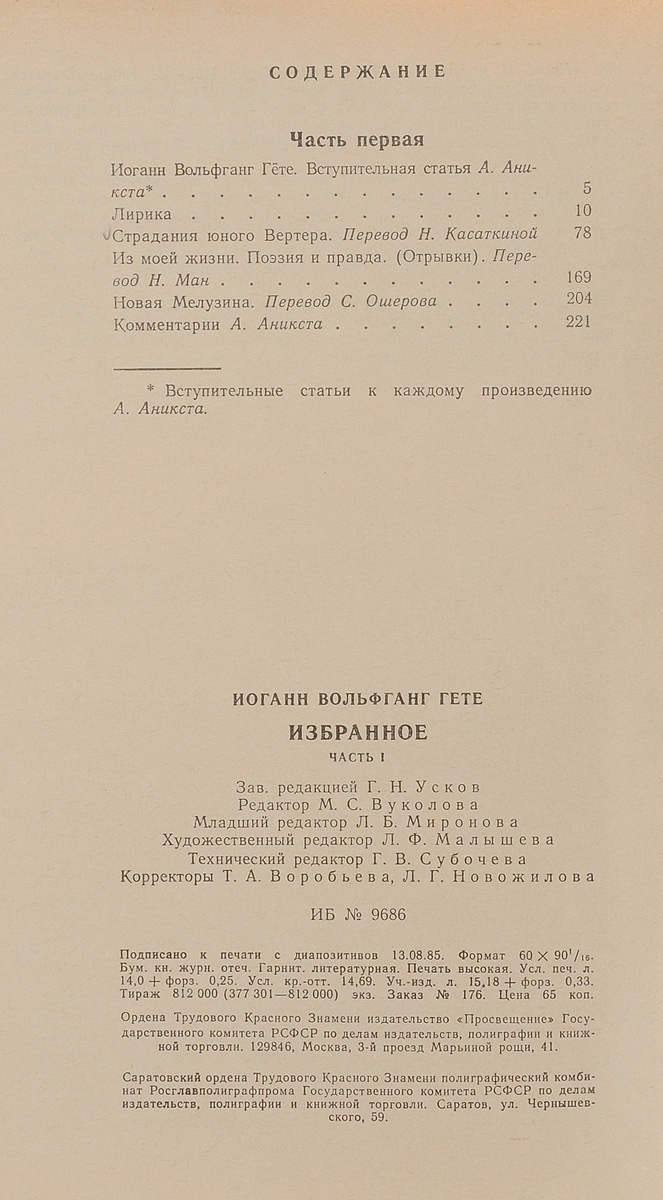 СОДЕРЖАНИЕ
Часть первая
Иоганн Вольфганг Гёте. Вступительная статья А. Ани-
кста* . . . . . . . . . . . . . . . 5
Лирика . . . . . . . . . . . . . . 10
Страдания юного Вертера. Перевод Н. Касаткиной 78
Из моей жизни. Поэзия и правда. (Отрывки). Пере-
вод Н. Ман . . . . . . . . . . . . . 169
Новая Мелузина. Перевод С. Ошерова . . . . 204
Комментарии А. Аникста . . . . . . . . 221
* Вступительные статьи к каждому произведению
А. Аникста.
ИОГАНН ВОЛЬФГАНГ ГЕТЕ
ИЗБРАННОЕ
ЧАСТЬ I
Зав. редакцией Г. Н. Усков
Редактор М. С. Вуколова
Младший редактор Л. Б. Миронова
Художественный редактор Л. Ф. Малышева
Технический редактор Г. В. Субочева
Корректоры Т. А. Воробьева, Л. Г. Новожилова
ИБ № 9686
Подписано к печати с диапозитивов 13.08.85. Формат 60 × 90¹/₁₆.
Бум. кн. журн. отеч. Гарнит. литературная. Печать высокая. Усл. печ. л.
14,0 + форз. 0,25. Усл. кр.-отт. 14,69. Уч.-изд. л. 15,18 + форз. 0,33.
Тираж 812 000 (377 301—812 000) экз. Заказ № 176. Цена 65 коп.
Ордена Трудового Красного Знамени издательство «Просвещение» Госу-
дарственного комитета РСФСР по делам издательств, полиграфии и книж-
ной торговли. 129846, Москва, 3-й проезд Марьиной рощи, 41.
Саратовский ордена Трудового Красного Знамени полиграфический комби-
нат Росглавполиграфпрома Государственного комитета РСФСР по делам
издательств, полиграфии и книжной торговли. Саратов, ул. Чернышев-
ского, 59.